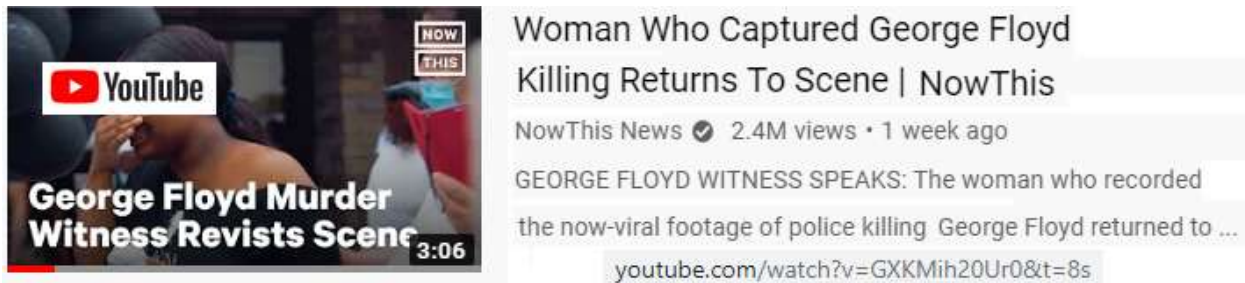 NOW
THIS
YouTube
George Floyd Murder
Witness Revists Scene
3:06
Woman Who Captured George Floyd
Killing Returns To Scene | NowThis
NowThis News 2.4M views • 1 week ago
GEORGE FLOYD WITNESS SPEAKS: The woman who recorded
the now-viral footage of police killing George Floyd returned to ...
youtube.com/watch?v=GXKMih20Ur0&t=8s